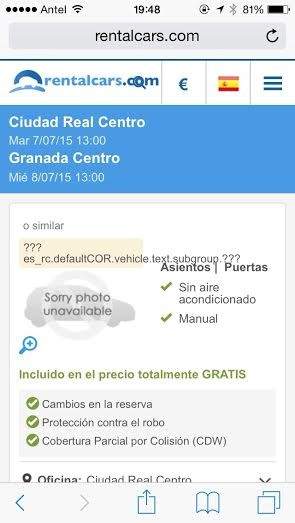 Antel 19:48 81%
rentalcars.com
rentalcars.com €
Ciudad Real Centro
Mar 7/07/15 13:00
Granada Centro
Mié 8/07/15 13:00
o similar
???
es_rc.defaultCOR.vehicle.text.subgroup.???
Asientos | Puertas
Sorry photo
unavailable
Sin aire
acondicionado
Manual
Incluido en el precio totalmente GRATIS
Cambios en la reserva
Protección contra el robo
Cobertura Parcial por Colisión (CDW)
Oficina: Ciudad Real Centro